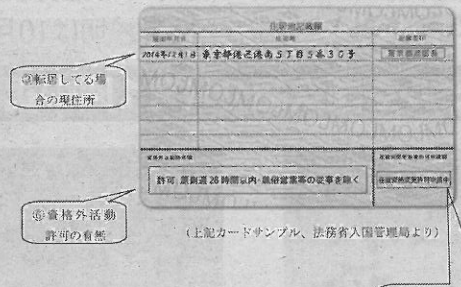 住居地記載欄
届出年月日 住居地 記載者印
2014年12月1日 東京都港区港南5丁目5番30号 東京都港区長
④転居してる場
合の現住所
資格外活動許可欄
許可:原則週28時間以内・風俗営業等の従事を除く
在留期間更新等許可申請欄
在留資格変更許可申請中
⑤資格外活動
許可の有無
(上記カードサンプル、法務省入国管理局より)